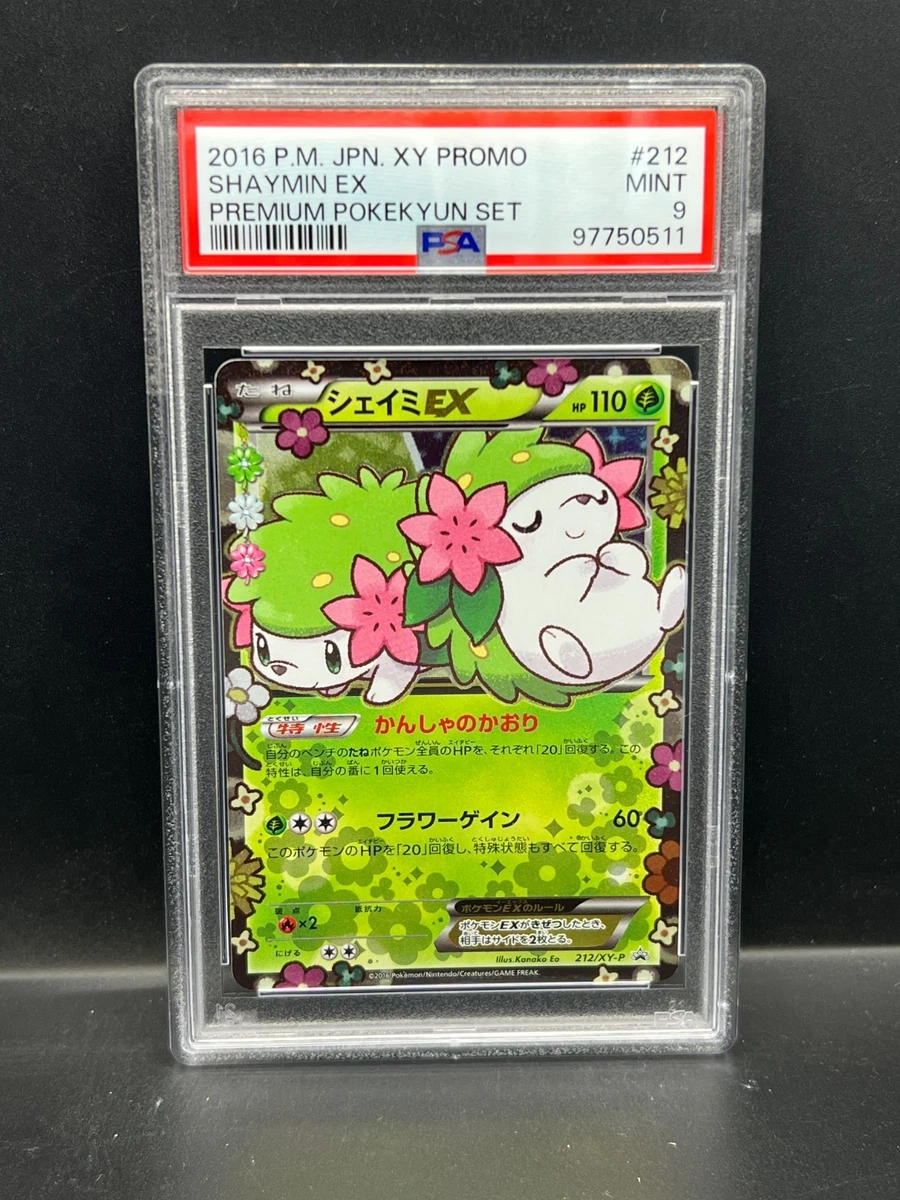 2016 P.M. JPN. XY PROMO #212
SHAYMIN EX MINT
PREMIUM POKEKYUN SET 9
PSA 97750511
たね シェイミEX HP 110
特性 かんしゃのかおり
自分のベンチのたねポケモン全員のHPを、それぞれ「20」回復する。この
特性は、自分の番に1回使える。
フラワーゲイン 60
このポケモンのHPを「20」回復し、特殊状態もすべて回復する。
弱点 抵抗力 ポケモンEXのルール
×2 ポケモンEXがきぜつしたとき、
相手はサイドを2枚とる。
にげる Illus.Kanako Eo 212/XY-P
©2016 Pokémon/Nintendo/Creatures/GAME FREAK.